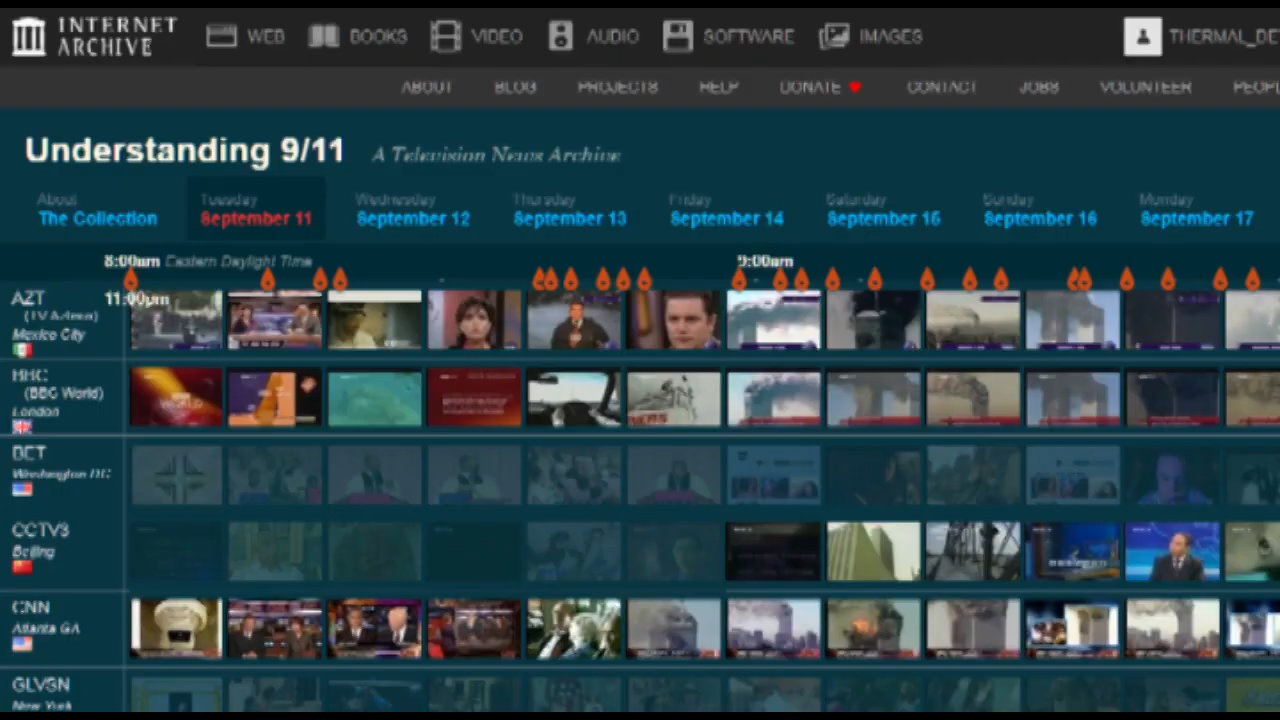 INTERNET ARCHIVE
WEB BOOKS VIDEO AUDIO SOFTWARE IMAGES
ABOUT BLOG PROJECTS HELP DONATE CONTACT JOBS VOLUNTEER
Understanding 9/11 A Television News Archive
About Tuesday Wednesday Thursday Friday Saturday Sunday Monday
The Collection September 11 September 12 September 13 September 14 September 15 September 16 September 17
8:00am Eastern Daylight Time 9:00am
11:00pm
AZT
Mexico City
(BBC World)
London
BET
Washington DC
CCTV3
Beijing
CNN
Atlanta GA
GLVSN
New York